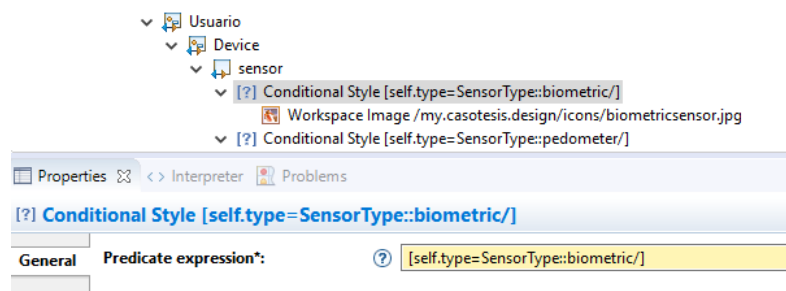 Usuario
Device
sensor
[?] Conditional Style [self.type=SensorType::biometric/]
Workspace Image /my.casotesis.design/icons/biometricsensor.jpg
[?] Conditional Style [self.type=SensorType::pedometer/]
Properties Interpreter Problems
[?] Conditional Style [self.type=SensorType::biometric/]
General Predicate expression*: ? [self.type=SensorType::biometric/]